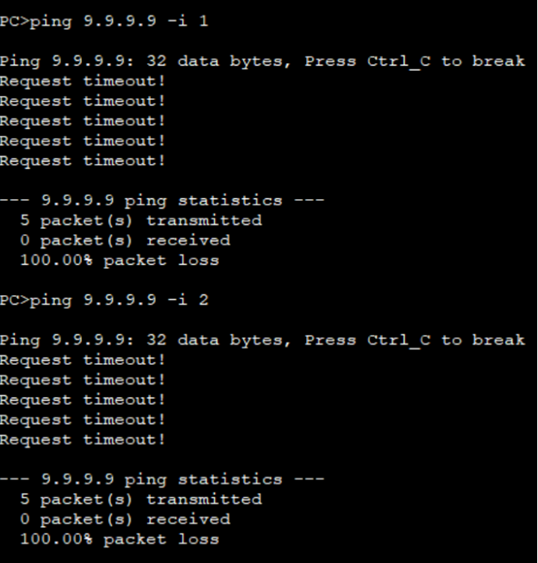 PC>ping 9.9.9.9 -i 1
Ping 9.9.9.9: 32 data bytes, Press Ctrl_C to break
Request timeout!
Request timeout!
Request timeout!
Request timeout!
Request timeout!
--- 9.9.9.9 ping statistics ---
  5 packet(s) transmitted
  0 packet(s) received
  100.00% packet loss
PC>ping 9.9.9.9 -i 2
Ping 9.9.9.9: 32 data bytes, Press Ctrl_C to break
Request timeout!
Request timeout!
Request timeout!
Request timeout!
Request timeout!
--- 9.9.9.9 ping statistics ---
  5 packet(s) transmitted
  0 packet(s) received
  100.00% packet loss